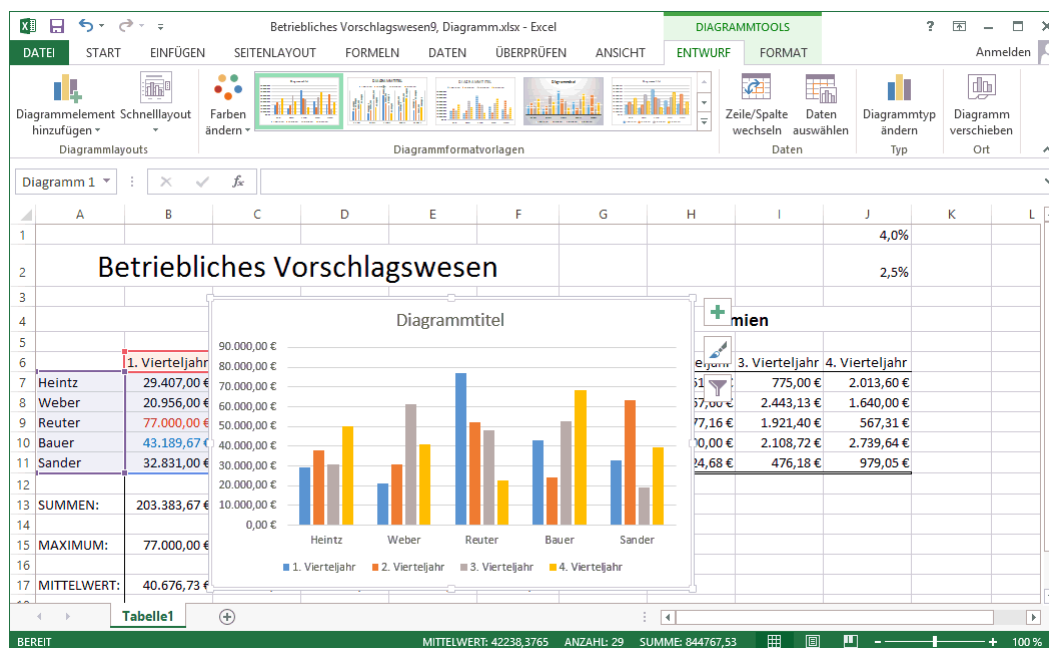 Betriebliches Vorschlagswesen9, Diagramm.xlsx - Excel
DIAGRAMMTOOLS
?
DATEI START EINFÜGEN SEITENLAYOUT FORMELN DATEN ÜBERPRÜFEN ANSICHT ENTWURF FORMAT Anmelden
Diagrammelement hinzufügen
Schnelllayout
Farben ändern
Zeile/Spalte wechseln
Daten auswählen
Diagrammtyp ändern
Diagramm verschieben
Diagrammlayouts Diagrammformatvorlagen Daten Typ Ort
Diagramm 1 fx
A B C D E F G H I J K L
1 4,0%
2 Betriebliches Vorschlagswesen 2,5%
3
4 mien
5
6 1. Vierteljahr 3. Vierteljahr 4. Vierteljahr
7 Heintz 29.407,00 € 775,00 € 2.013,60 €
8 Weber 20.956,00 € 2.443,13 € 1.640,00 €
9 Reuter 77.000,00 € 77,16 € 1.921,40 € 567,31 €
10 Bauer 43.189,67 € 00,00 € 2.108,72 € 2.739,64 €
11 Sander 32.831,00 € 24,68 € 476,18 € 979,05 €
12
13 SUMMEN: 203.383,67 €
14
15 MAXIMUM: 77.000,00 €
16
17 MITTELWERT: 40.676,73 €
Diagrammtitel
90.000,00 €
80.000,00 €
70.000,00 €
60.000,00 €
50.000,00 €
40.000,00 €
30.000,00 €
20.000,00 €
10.000,00 €
0,00 €
Heintz Weber Reuter Bauer Sander
1. Vierteljahr 2. Vierteljahr 3. Vierteljahr 4. Vierteljahr
Tabelle1
BEREIT MITTELWERT: 42238,3765 ANZAHL: 29 SUMME: 844767,53 100 %